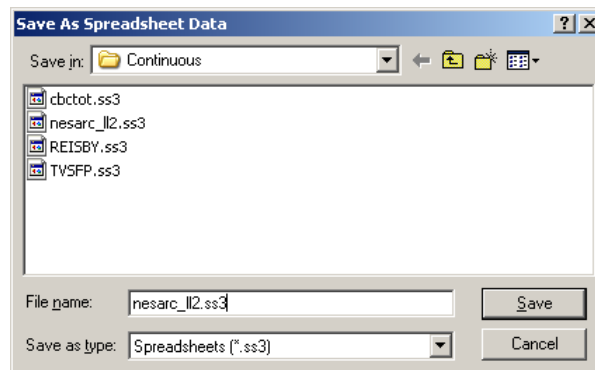 Save As Spreadsheet Data
Save in: Continuous
cbctot.ss3
nesarc_ll2.ss3
REISBY.ss3
TVSFP.ss3
File name: nesarc_ll2.ss3 Save
Save as type: Spreadsheets (*.ss3) Cancel